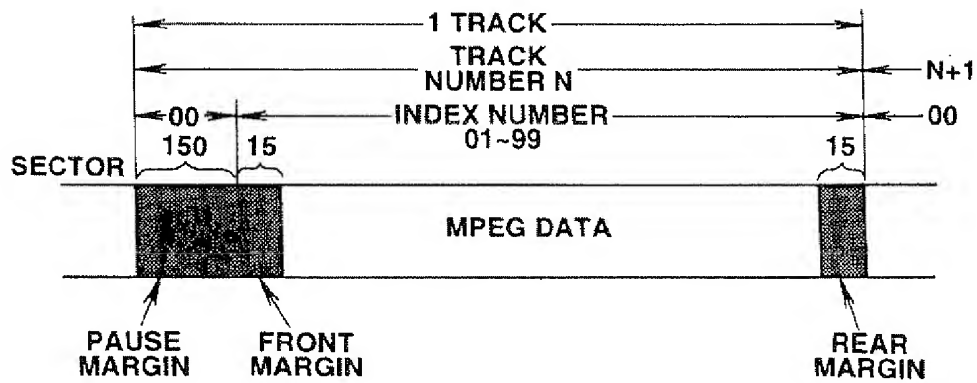 1 TRACK
TRACK
NUMBER N
N+1
00
INDEX NUMBER
01~99
00
150
15
15
SECTOR
MPEG DATA
PAUSE
MARGIN
FRONT
MARGIN
REAR
MARGIN